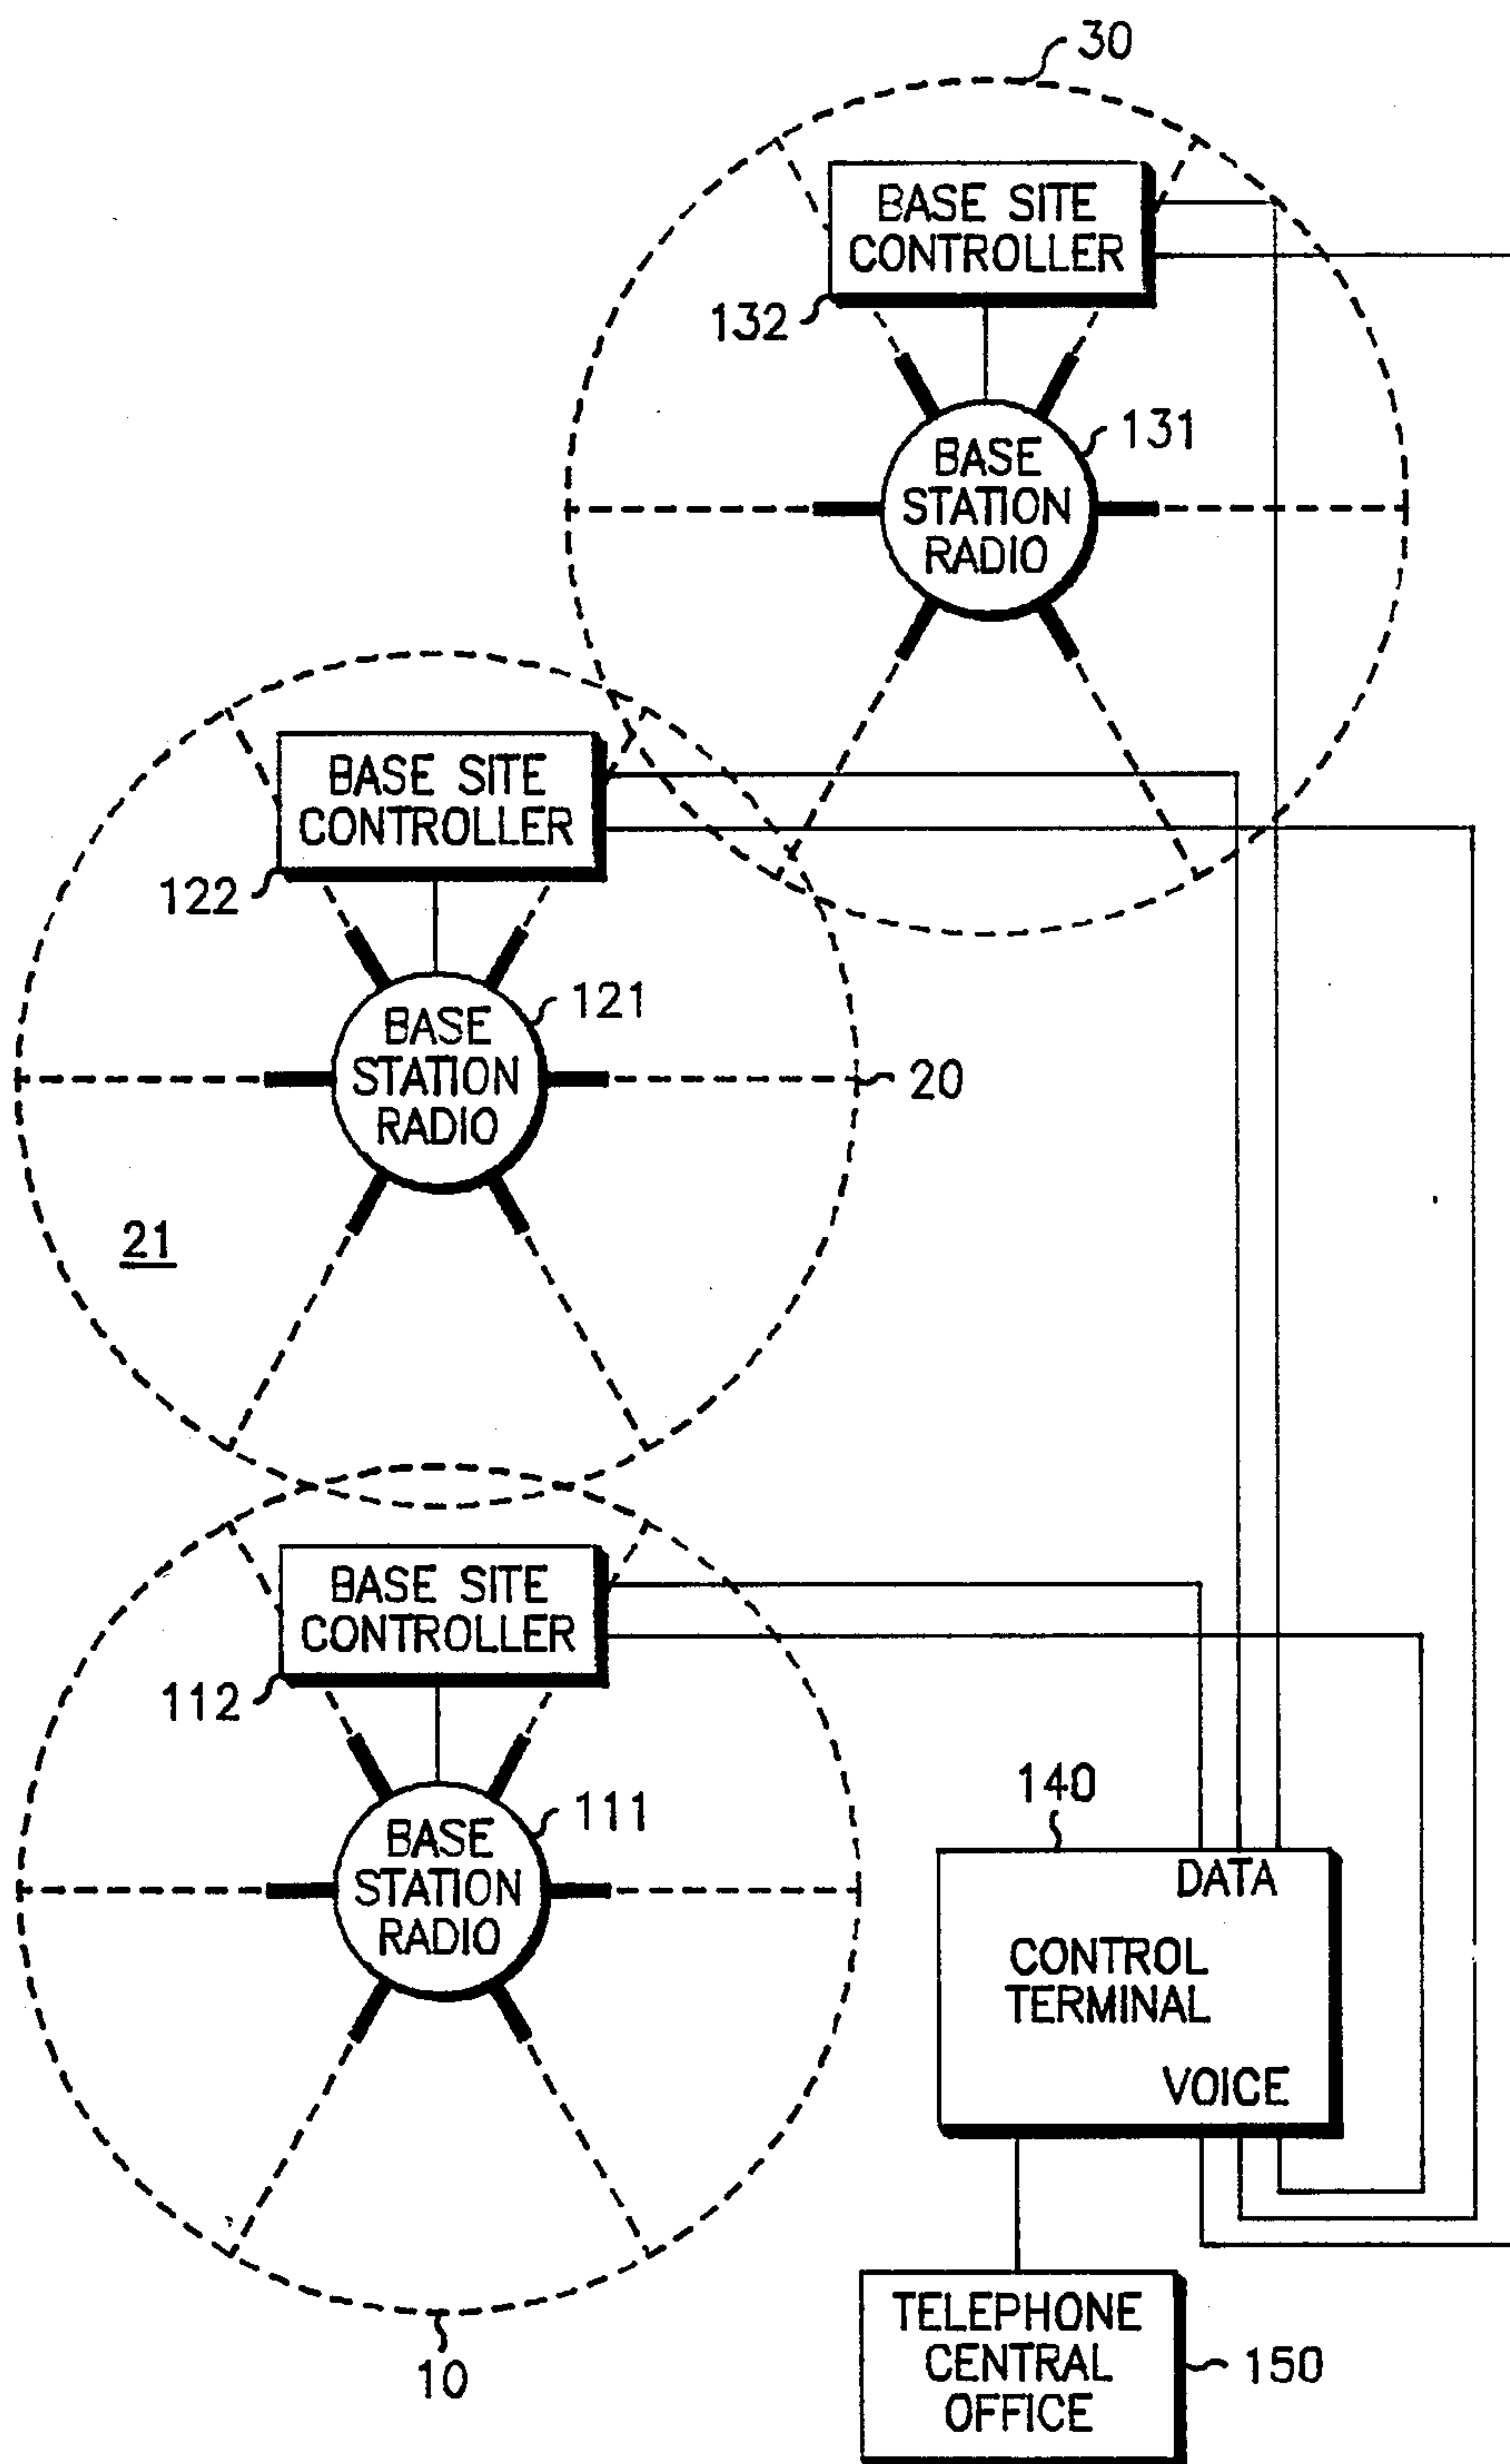 30
BASE SITE
CONTROLLER
132
131
BASE
STATION
RADIO
BASE SITE
CONTROLLER
122
121
BASE
STATION
RADIO
20
21
BASE SITE
CONTROLLER
112
111
BASE
STATION
RADIO
140
DATA
CONTROL
TERMINAL
VOICE
10
TELEPHONE
CENTRAL
OFFICE
150